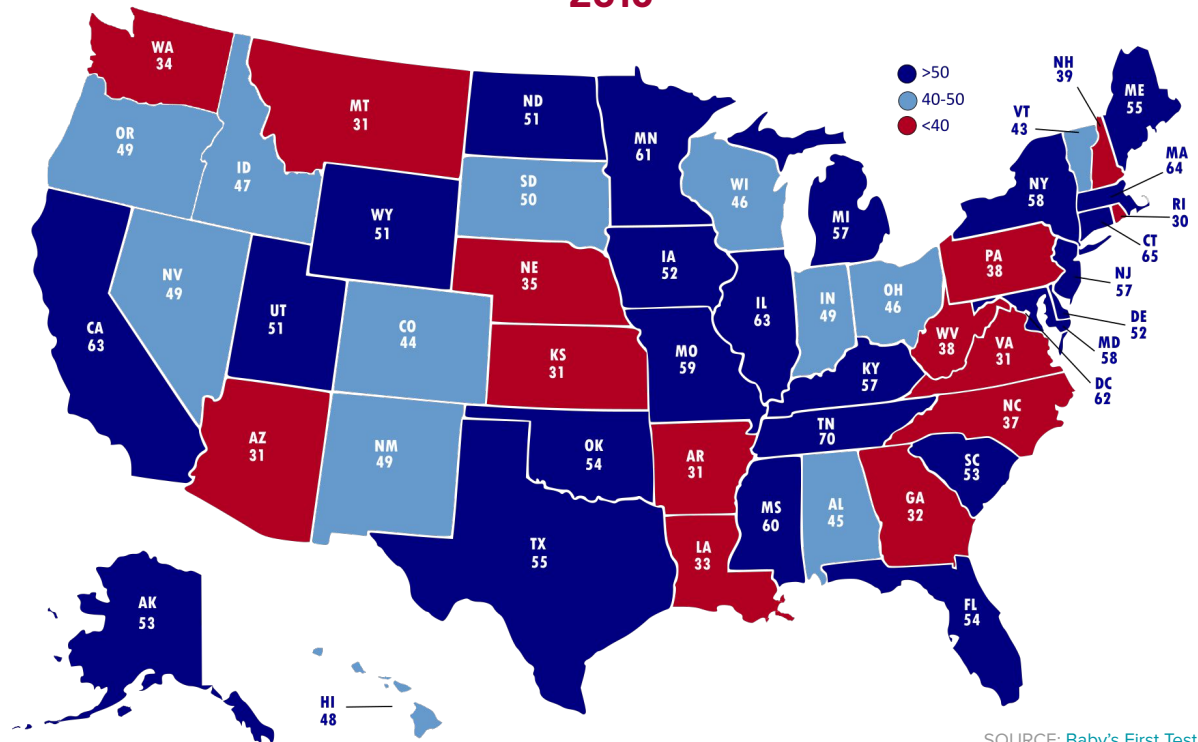 2016
>50
40-50
<40
WA
34
MT
31
ND
51
MN
61
OR
49
ID
47
SD
50
WI
46
WY
51
MI
57
NY
58
VT
43
NH
39
ME
55
MA
64
RI
30
CT
65
NJ
57
DE
52
MD
58
DC
62
NV
49
UT
51
CO
44
NE
35
IA
52
IL
63
IN
49
OH
46
PA
38
WV
38
VA
31
CA
63
KS
31
MO
59
KY
57
NC
37
TN
70
AZ
31
NM
49
OK
54
AR
31
SC
53
MS
60
AL
45
GA
32
TX
55
LA
33
FL
54
AK
53
HI
48
SOURCE: Baby's First Test